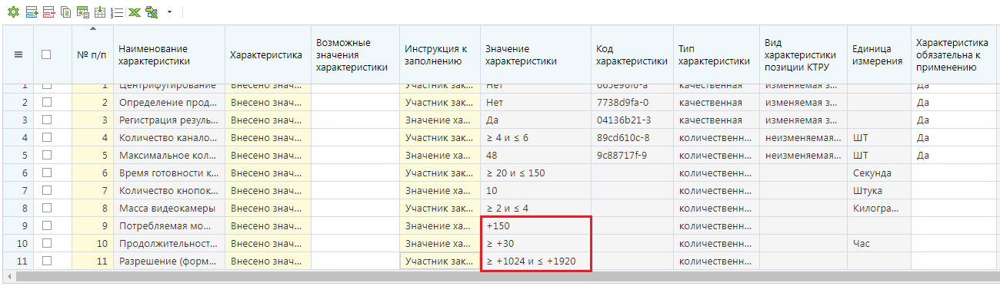 № п/п Наименование характеристики Характеристика Возможные значения характеристики Инструкция к заполнению Значение характеристики Код характеристики Тип характеристики Вид характеристики позиции КТРУ Единица измерения Характеристика обязательна к применению
1 1 Центрифугирование Внесено знач... Участник зак... Нет качественная изменяемая з... Да
2 2 Определение прод... Внесено знач... Участник зак... Нет 7738d9fa-0 качественная изменяемая з... Да
3 3 Регистрация резуль... Внесено знач... Значение ха... Да 04136b21-3 качественная изменяемая з... Да
4 4 Количество канало... Внесено знач... Участник зак... ≥ 4 и ≤ 6 89cd610c-8 количественн... неизменяемая... ШТ Да
5 5 Максимальное кол... Внесено знач... Значение ха... 48 9c88717f-9 количественн... неизменяемая... ШТ Да
6 6 Время готовности к... Внесено знач... Участник зак... ≥ 20 и ≤ 150 количественн... Секунда
7 7 Количество кнопок... Внесено знач... Значение ха... 10 количественн... Штука
8 8 Масса видеокамеры Внесено знач... Участник зак... ≥ 2 и ≤ 4 количественн... Килогра...
9 9 Потребляемая мо... Внесено знач... Значение ха... +150 количественн...
10 10 Продолжительност... Внесено знач... Значение ха... ≥ +30 количественн... Час
11 11 Разрешение (форм... Внесено знач... Участник зак... ≥ +1024 и ≤ +1920 количественн...